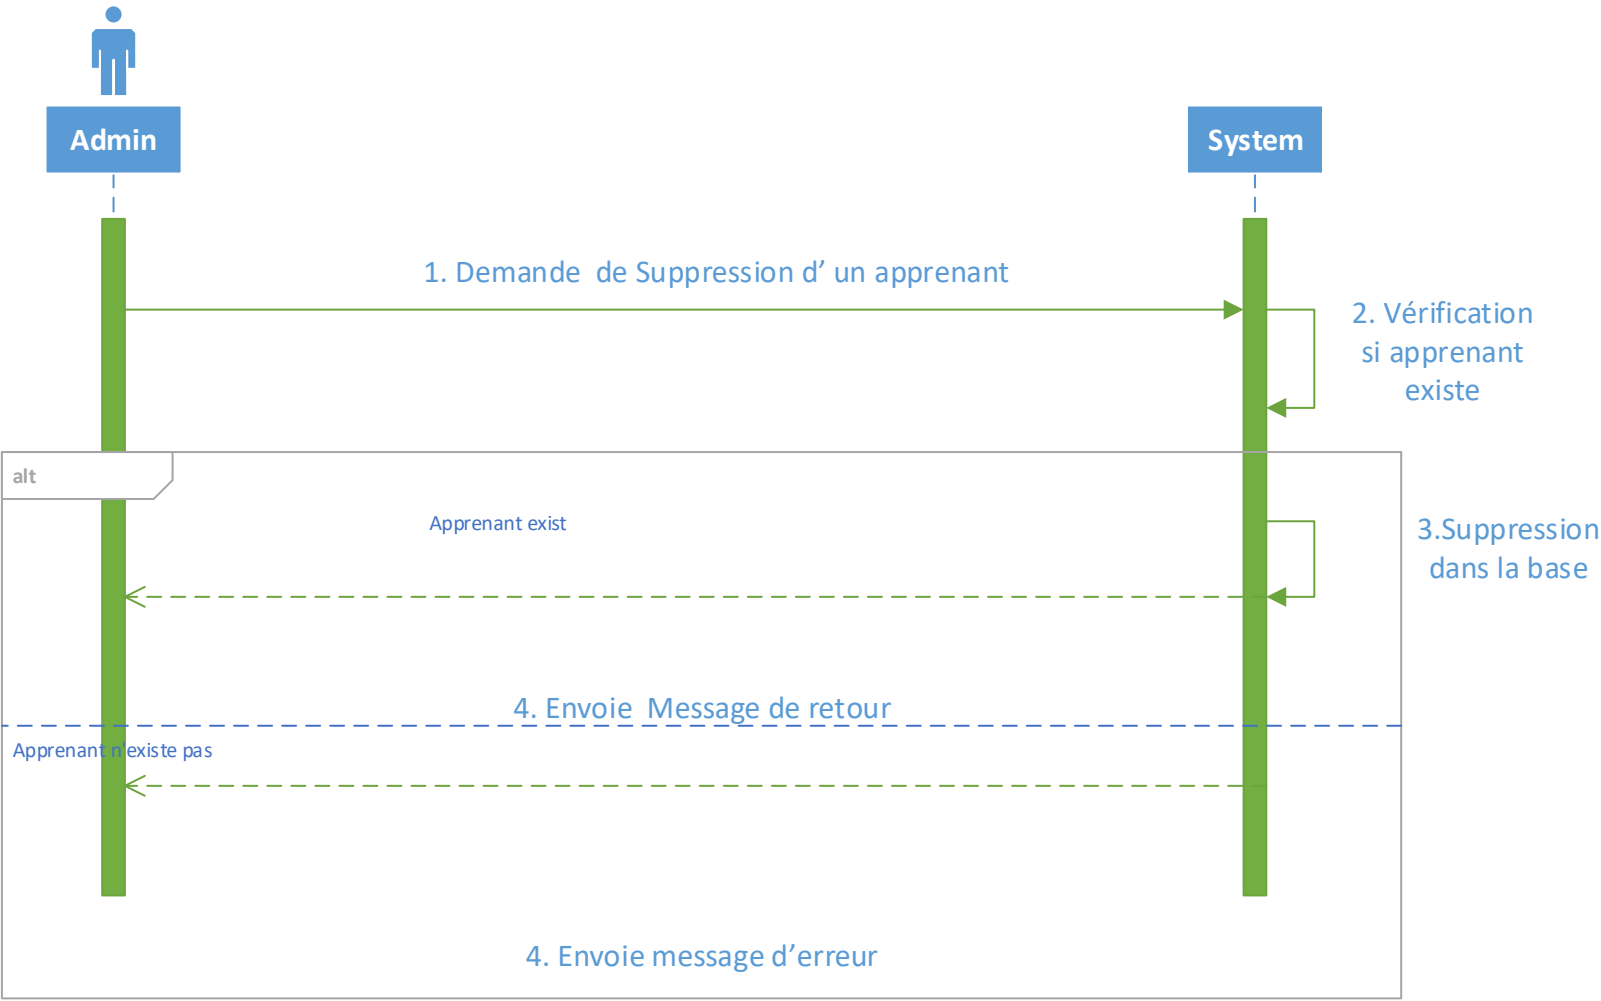 Admin
System
1. Demande de Suppression d’ un apprenant
2. Vérification
si apprenant
existe
alt
Apprenant exist
3.Suppression
dans la base
4. Envoie Message de retour
Apprenant n'existe pas
4. Envoie message d’erreur